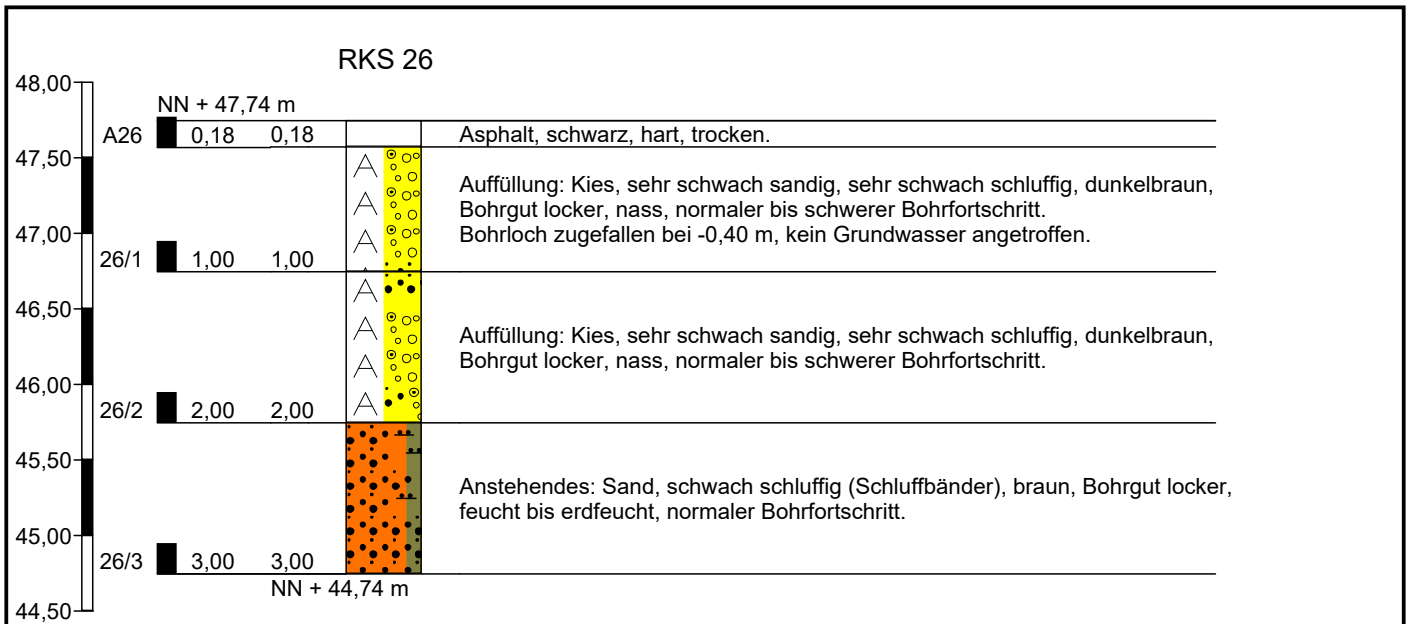 RKS 26
48,00
NN + 47,74 m
A26 0,18 0,18 Asphalt, schwarz, hart, trocken.
47,50
A
Auffüllung: Kies, sehr schwach sandig, sehr schwach schluffig, dunkelbraun,
A
Bohrgut locker, nass, normaler bis schwerer Bohrfortschritt.
47,00
A
Bohrloch zugefallen bei -0,40 m, kein Grundwasser angetroffen.
26/1 1,00 1,00
A
46,50
A
Auffüllung: Kies, sehr schwach sandig, sehr schwach schluffig, dunkelbraun,
A
Bohrgut locker, nass, normaler bis schwerer Bohrfortschritt.
46,00
A
26/2 2,00 2,00
45,50
Anstehendes: Sand, schwach schluffig (Schluffbänder), braun, Bohrgut locker,
feucht bis erdfeucht, normaler Bohrfortschritt.
45,00
26/3 3,00 3,00
NN + 44,74 m
44,50